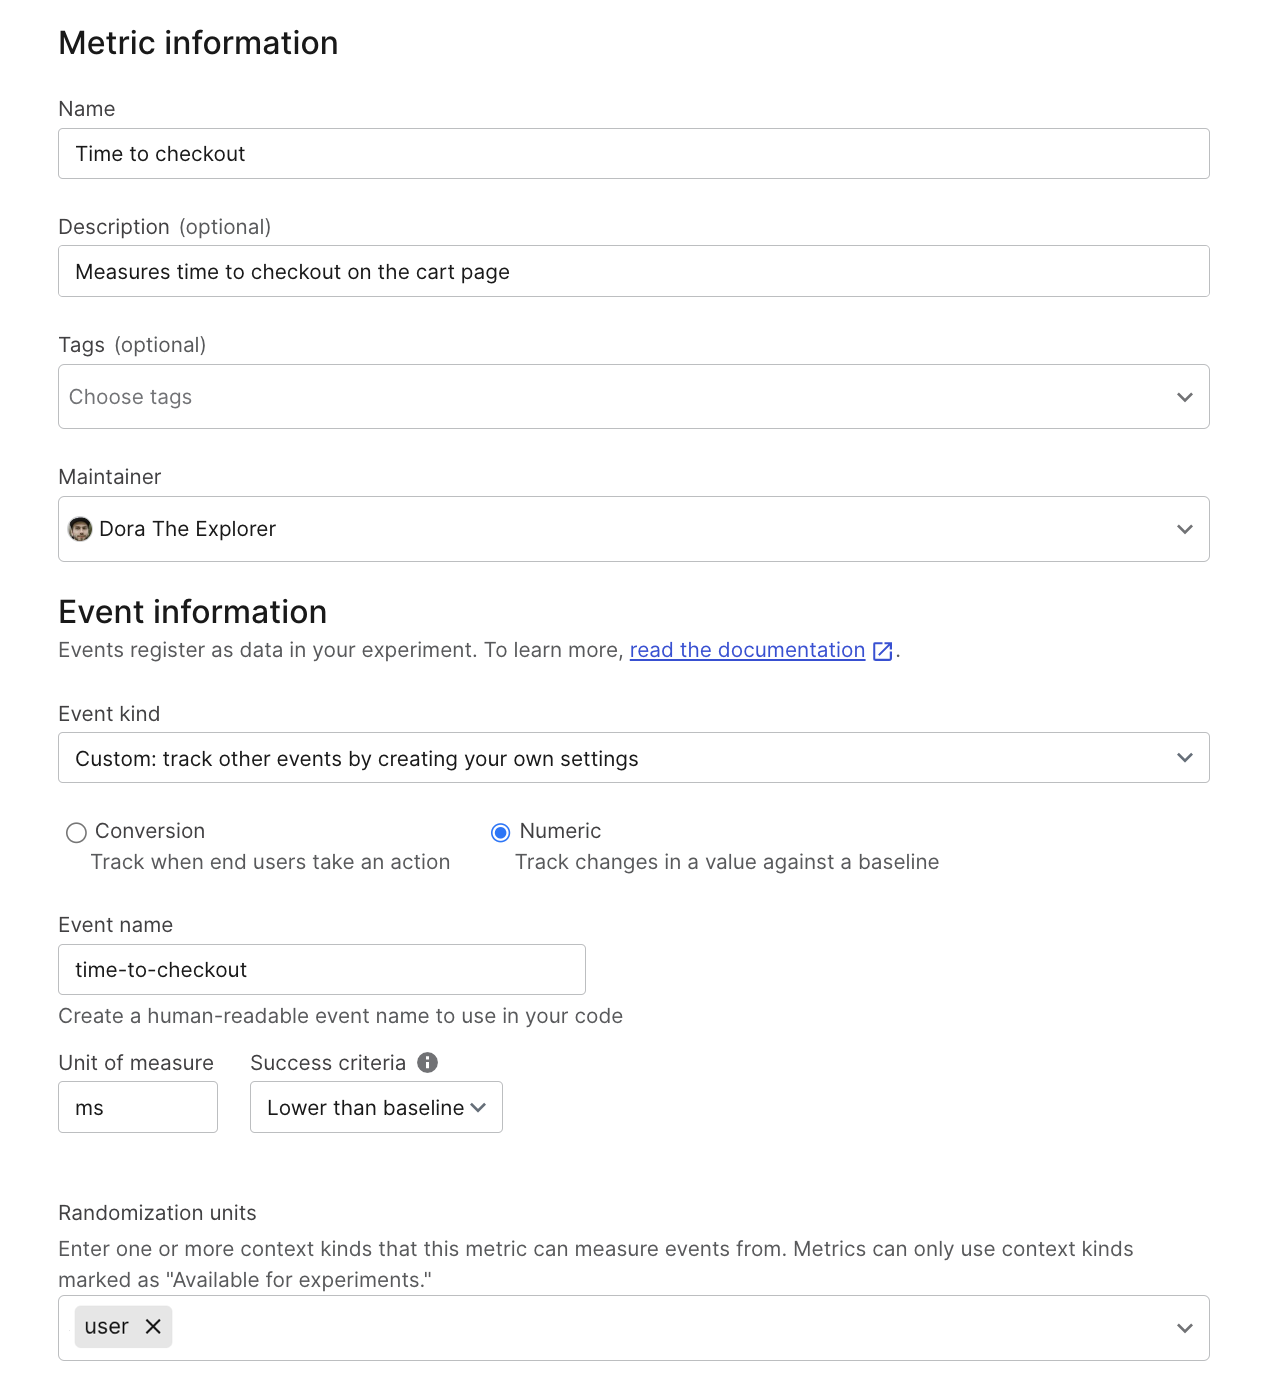 Metric information
Name
Time to checkout
Description (optional)
Measures time to checkout on the cart page
Tags (optional)
Choose tags
Maintainer
Dora The Explorer
Event information
Events register as data in your experiment. To learn more, read the documentation.
Event kind
Custom: track other events by creating your own settings
Conversion
Track when end users take an action
Numeric
Track changes in a value against a baseline
Event name
time-to-checkout
Create a human-readable event name to use in your code
Unit of measure
ms
Success criteria
Lower than baseline
Randomization units
Enter one or more context kinds that this metric can measure events from. Metrics can only use context kinds
marked as "Available for experiments."
user